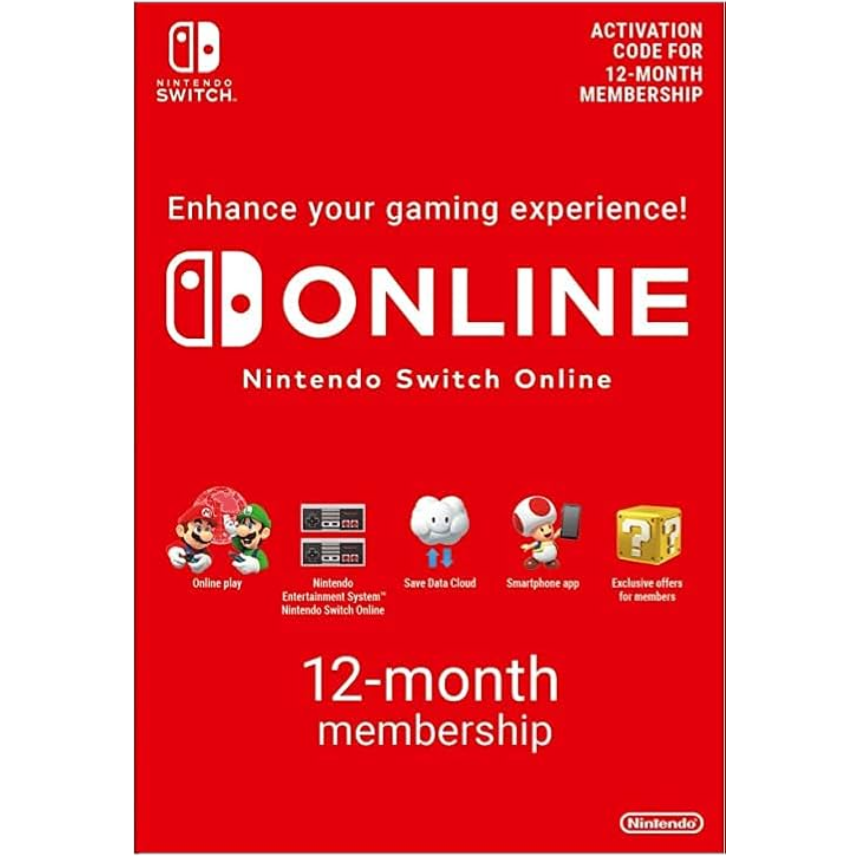 NINTENDO
SWITCH™
ACTIVATION
CODE FOR
12-MONTH
MEMBERSHIP
Enhance your gaming experience!
ONLINE
Nintendo Switch Online
Online play
Nintendo
Entertainment System™
Nintendo Switch Online
Save Data Cloud
Smartphone app
Exclusive offers
for members
12-month
membership
Nintendo